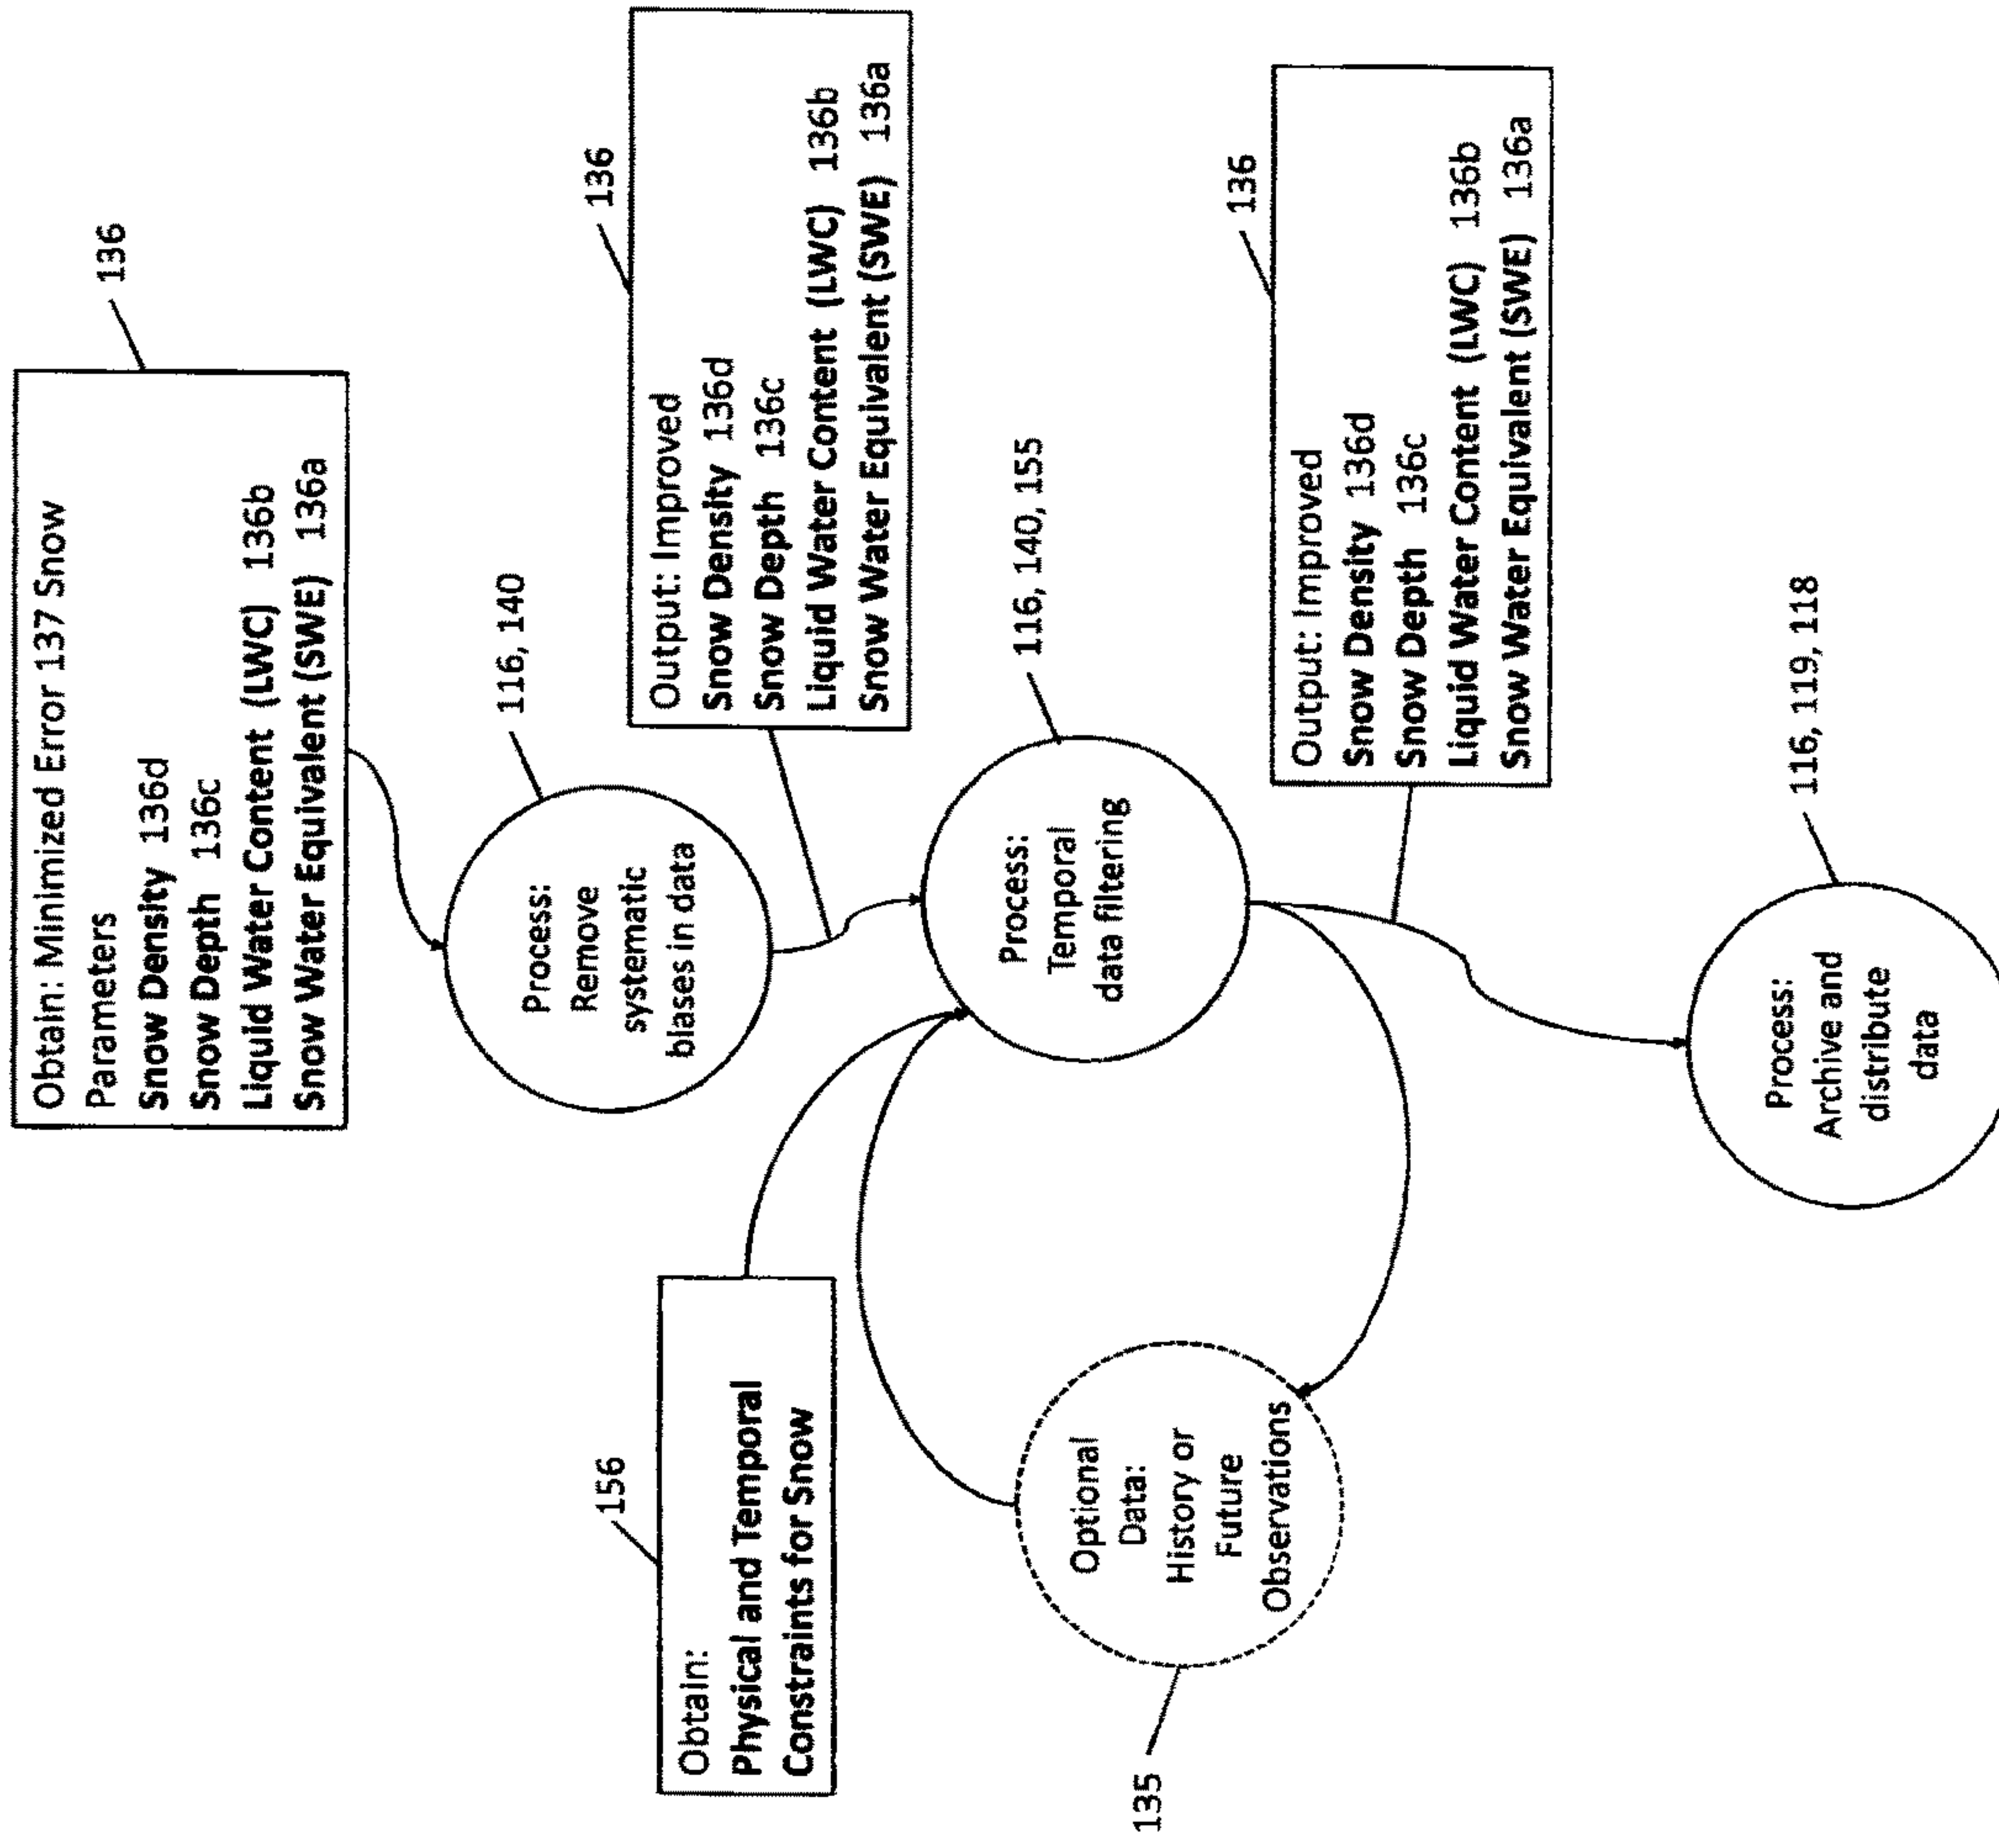 Obtain: Minimized Error 137 Snow
Parameters
Snow Density 136d
Snow Depth 136c
Liquid Water Content (LWC) 136b
Snow Water Equivalent (SWE) 136a
136
Process:
Remove
systematic
biases in data
116, 140
Output: Improved
Snow Density 136d
Snow Depth 136c
Liquid Water Content (LWC) 136b
Snow Water Equivalent (SWE) 136a
136
Obtain:
Physical and Temporal
Constraints for Snow
156
Process:
Temporal
data filtering
116, 140, 155
Optional
Data:
History or
Future
Observations
135
Output: Improved
Snow Density 136d
Snow Depth 136c
Liquid Water Content (LWC) 136b
Snow Water Equivalent (SWE) 136a
136
Process:
Archive and
distribute
data
116, 119, 118